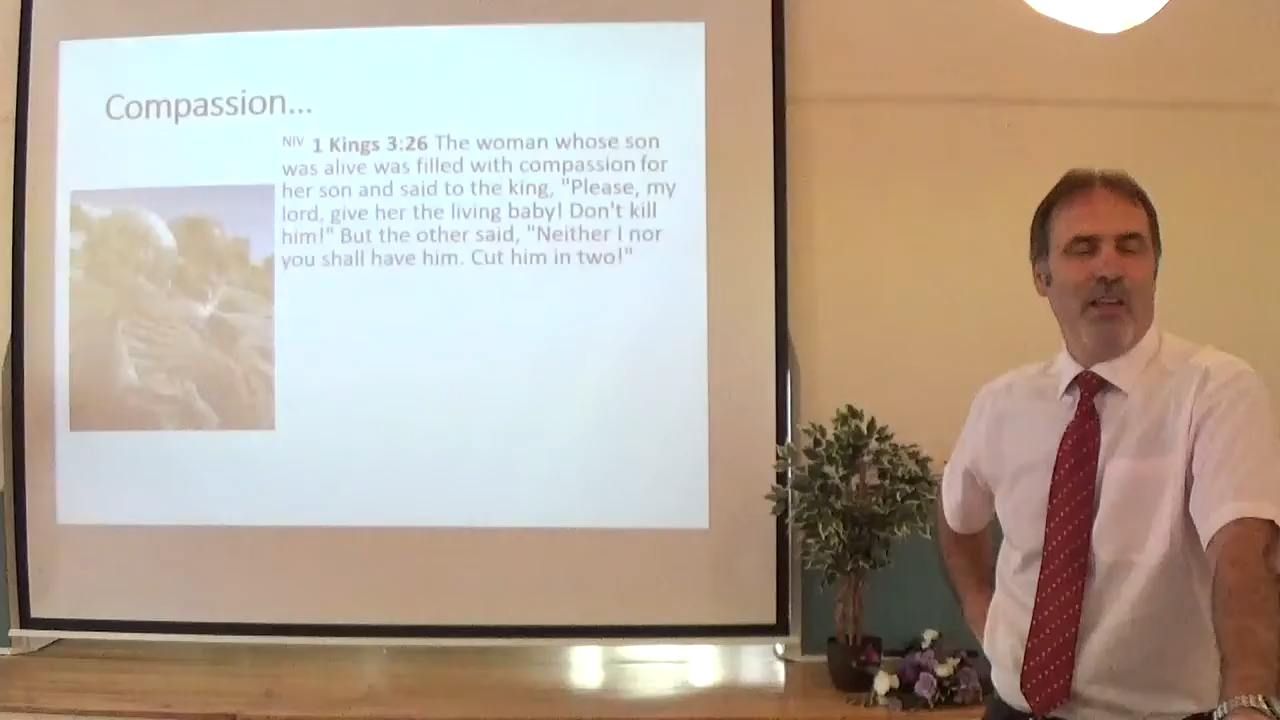 Compassion...
NIV 1 Kings 3:26 The woman whose son
was alive was filled with compassion for
her son and said to the king, "Please, my
lord, give her the living baby! Don't kill
him!" But the other said, "Neither I nor
you shall have him. Cut him in two!"